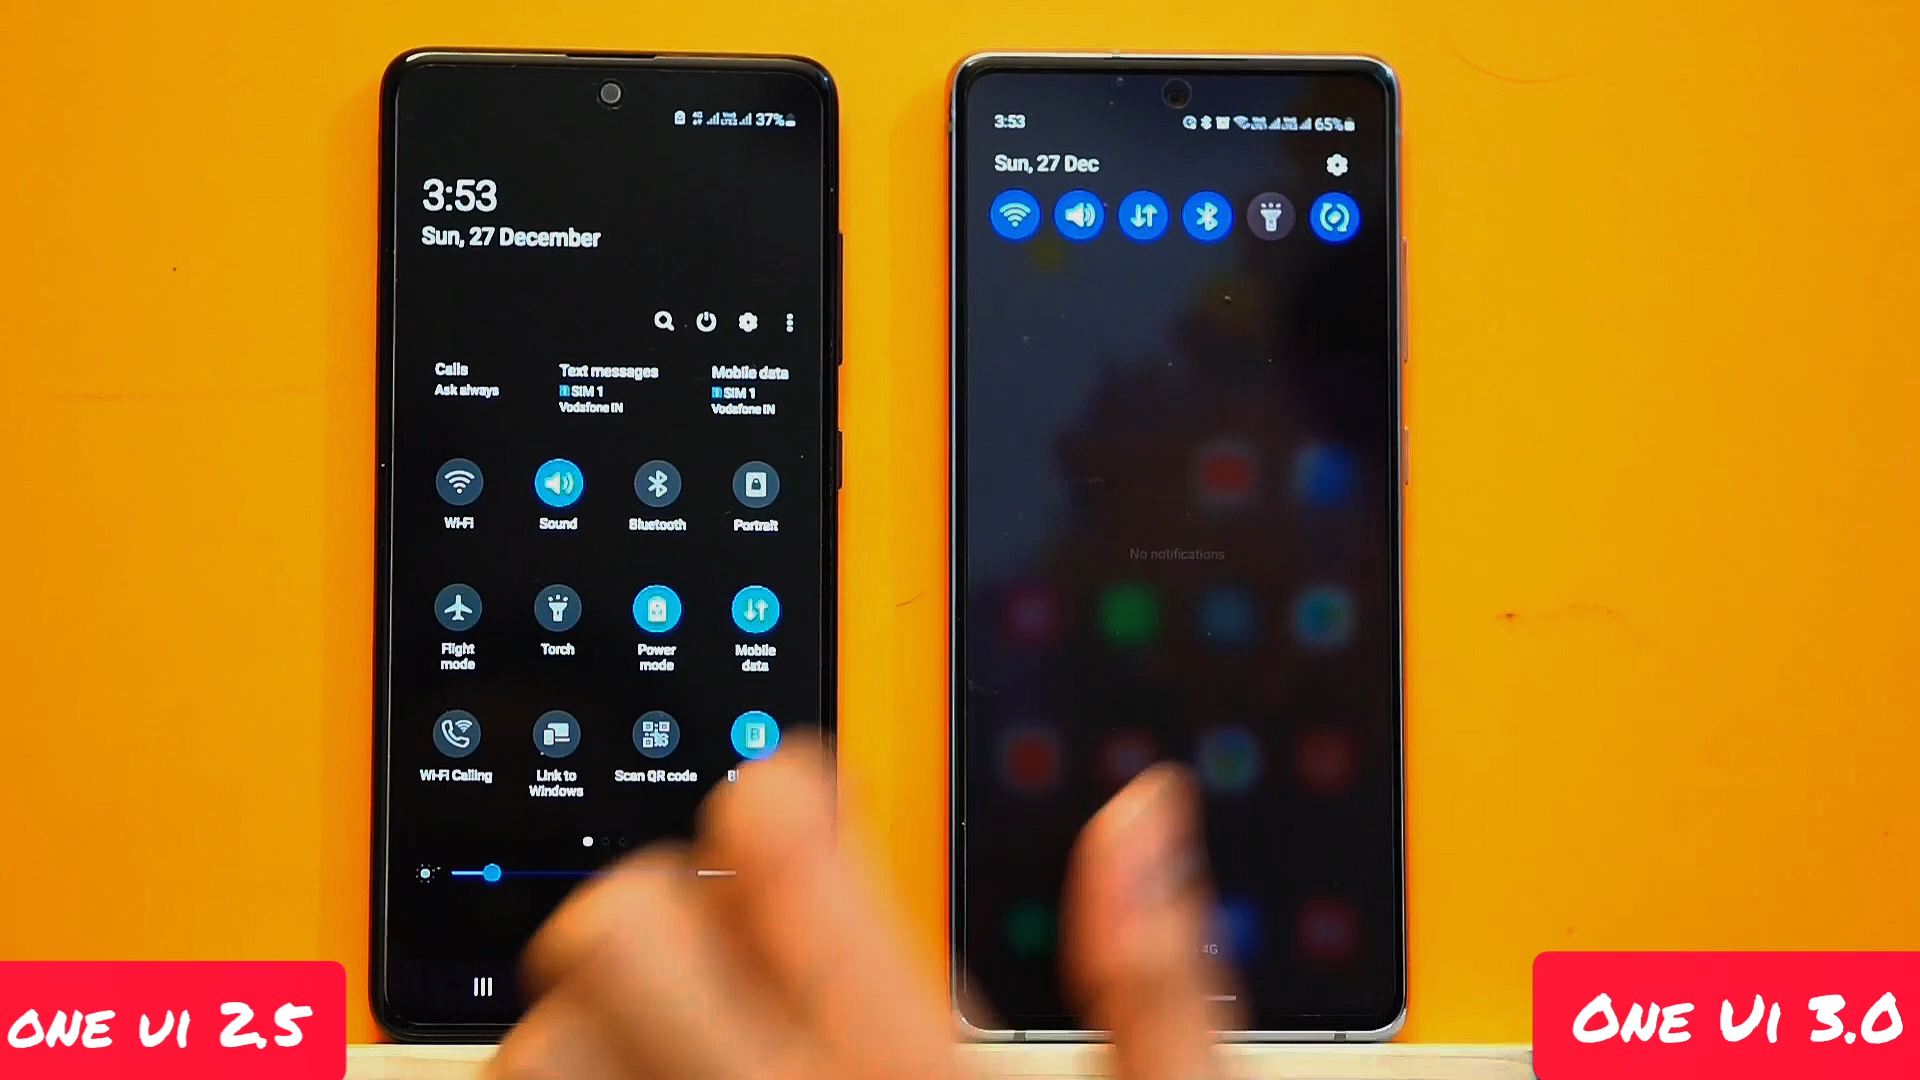 37%
3:53
Sun, 27 December
Calls
Ask always
Text messages
SIM 1
Vodafone IN
Mobile data
SIM 1
Vodafone IN
Wi-Fi
Sound
Bluetooth
Portrait
Flight mode
Torch
Power mode
Mobile data
Wi-Fi Calling
Link to Windows
Scan QR code
3:53
65%
Sun, 27 Dec
No notifications
4G
ONE UI 2.5
ONE UI 3.0